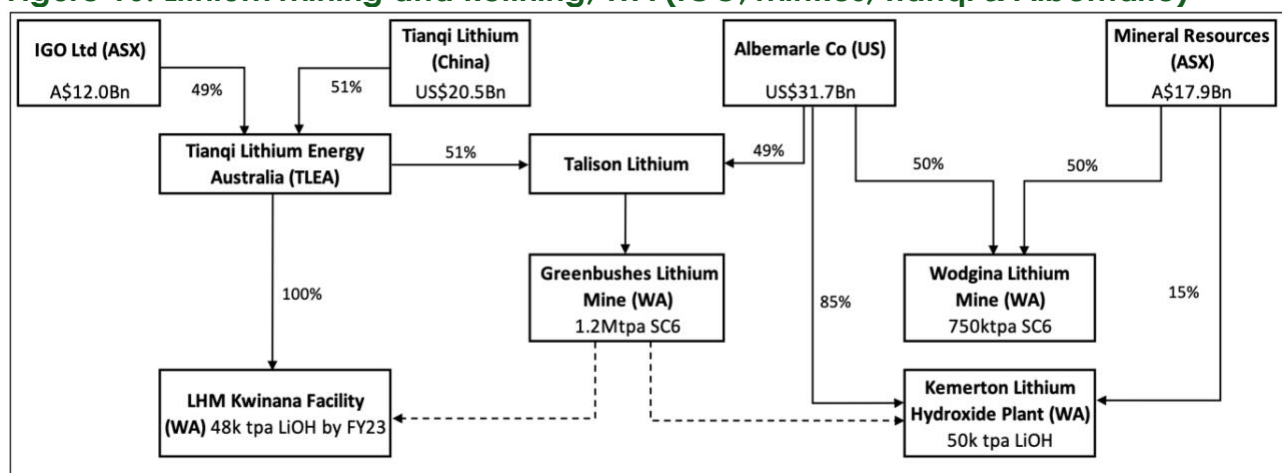 Lithium mining and Refining, WA (IGO, MinRes, Tianqi & Albemarle)
IGO Ltd (ASX)
A$12.0Bn
Tianqi Lithium
(China)
US$20.5Bn
Albemarle Co (US)
US$31.7Bn
Mineral Resources
(ASX)
A$17.9Bn
49%
51%
Tianqi Lithium Energy
Australia (TLEA)
51%
Talison Lithium
49%
50%
50%
Greenbushes Lithium
Mine (WA)
1.2Mtpa SC6
Wodgina Lithium
Mine (WA)
750ktpa SC6
100%
85%
15%
LHM Kwinana Facility
(WA) 48k tpa LiOH by FY23
Kemerton Lithium
Hydroxide Plant (WA)
50k tpa LiOH